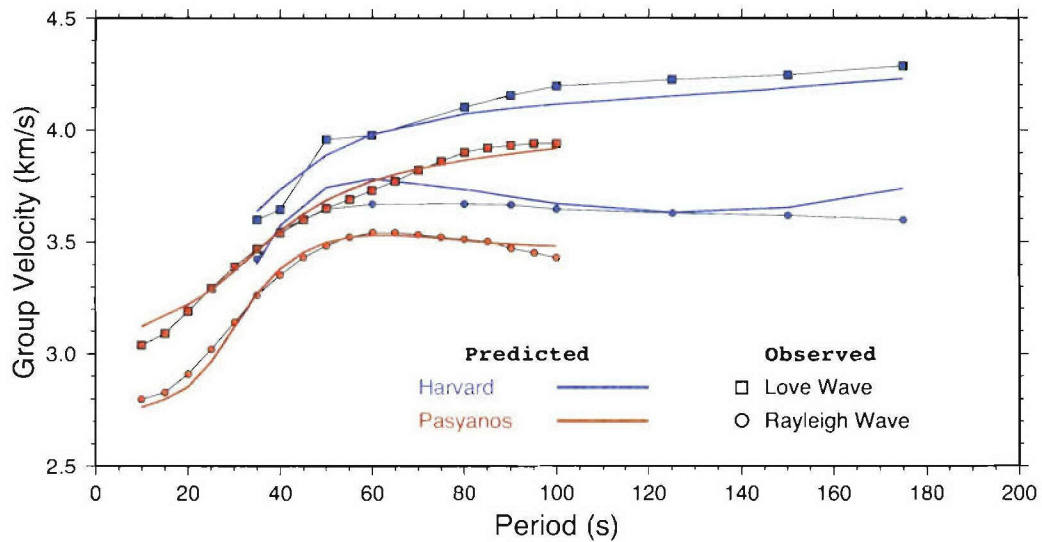 4.5
4.0
3.5
3.0
2.5
Group Velocity (km/s)
Predicted Observed
Harvard Love Wave
Pasyanos Rayleigh Wave
0 20 40 60 80 100 120 140 160 180 200
Period (s)